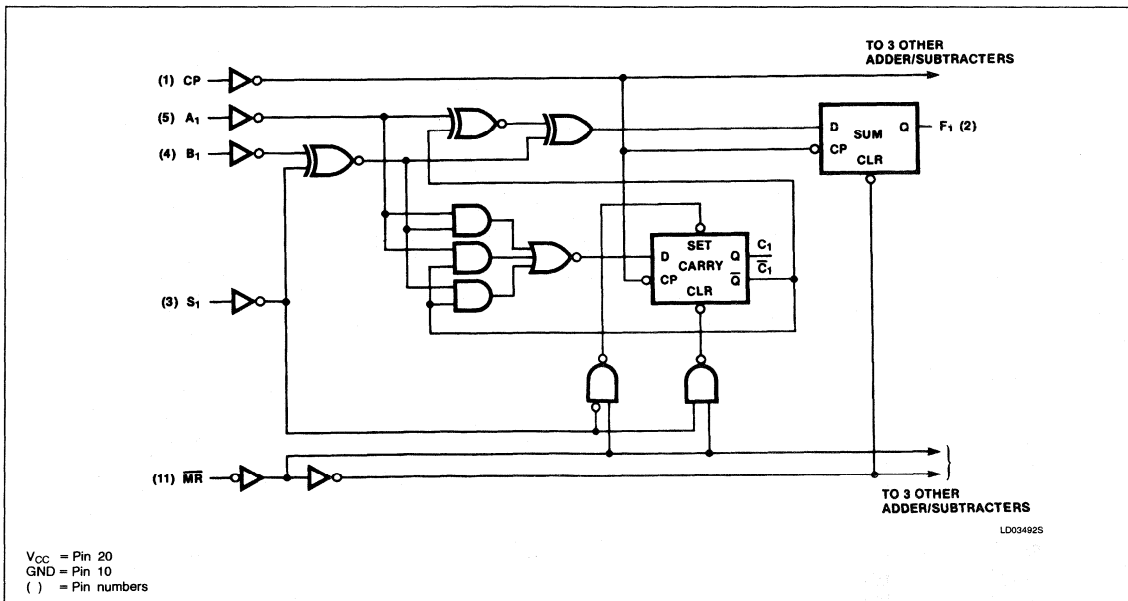 TO 3 OTHER
ADDER/SUBTRACTERS
(1) CP
(5) A1
(4) B1
D SUM Q F1 (2)
CP
CLR
SET
D Q C1
CARRY
CP Q̅ C̅1
CLR
(3) S1
(11) M̅R̅
TO 3 OTHER
ADDER/SUBTRACTERS
LD03492S
VCC = Pin 20
GND = Pin 10
( ) = Pin numbers